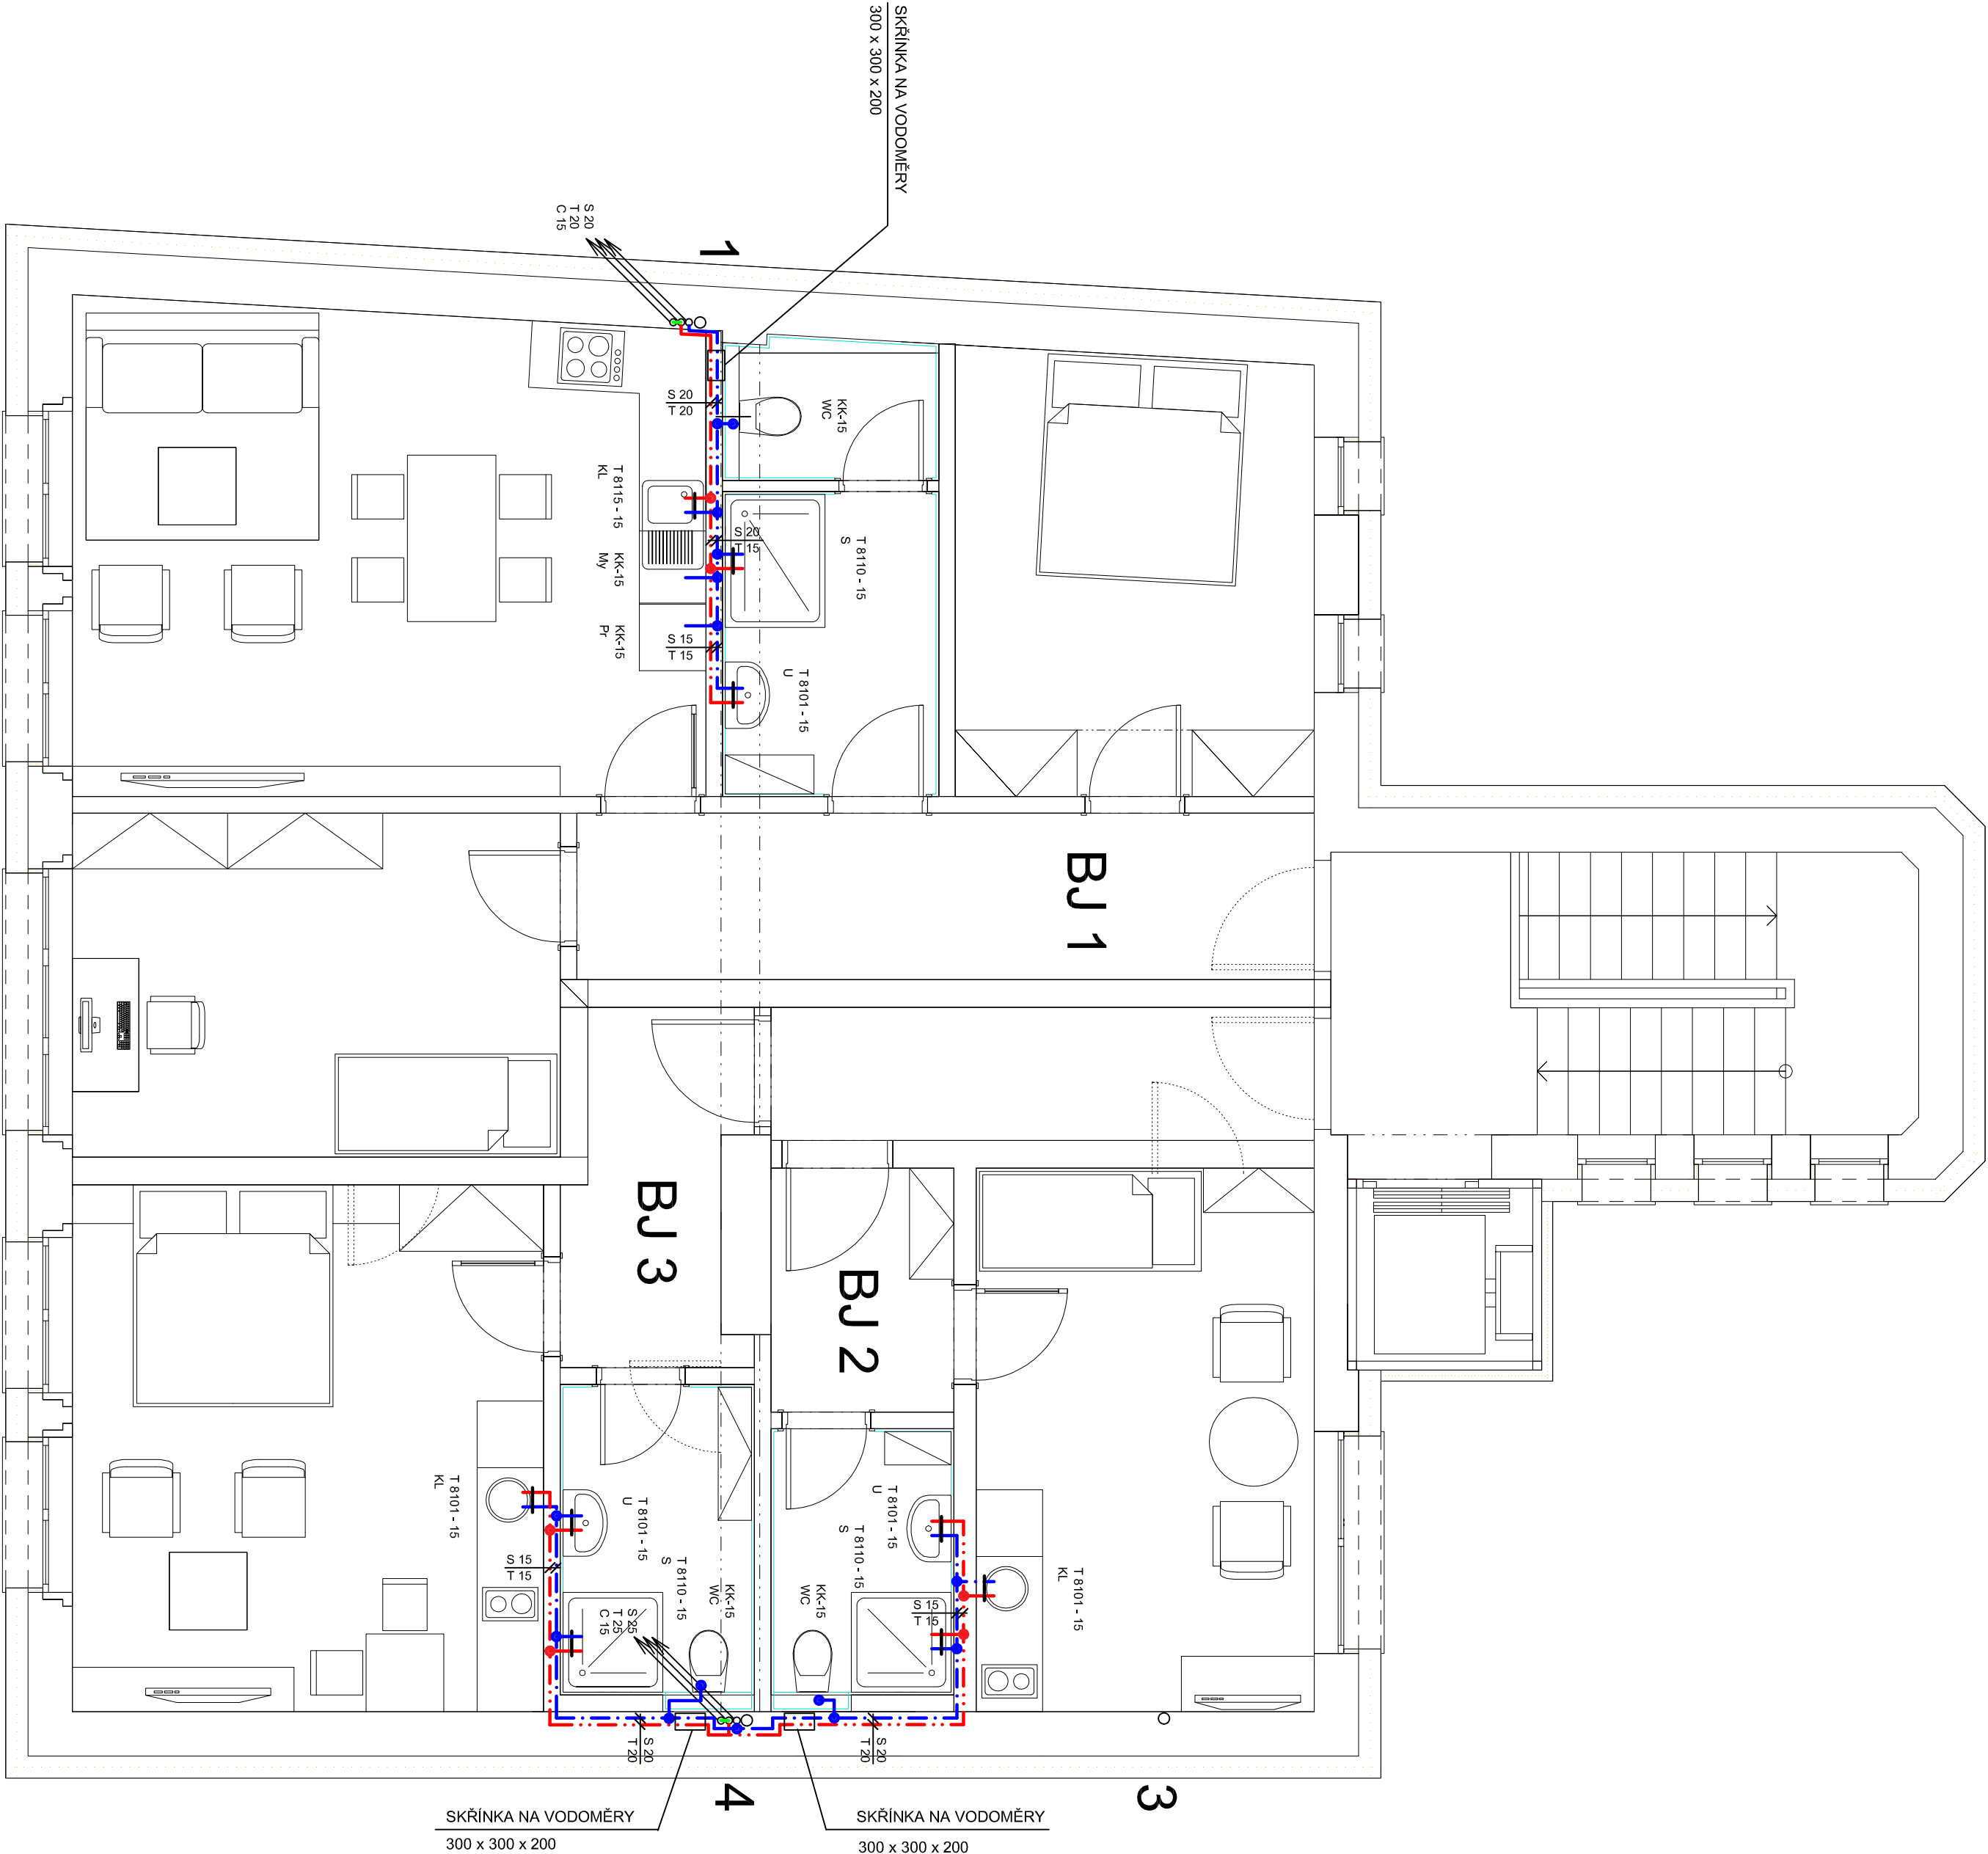 SKŘÍNKA NA VODOMĚRY
300 x 300 x 200
S 20
T 20
C 15
1
S 20
T 20
KK-15
WC
T 8115 - 15
KL
S 20
T 15
T 8110 - 15
S
KK-15
My
KK-15
Pr
S 15
T 15
T 8101 - 15
U
BJ 1
BJ 3
BJ 2
T 8101 - 15
KL
T 8101 - 15
U
S 15
T 15
T 8110 - 15
S
KK-15
WC
S 25
T 25
C 15
KK-15
WC
T 8101 - 15
U
T 8110 - 15
S
S 15
T 15
T 8101 - 15
KL
S 20
T 20
S 20
T 20
4
3
SKŘÍNKA NA VODOMĚRY
300 x 300 x 200
SKŘÍNKA NA VODOMĚRY
300 x 300 x 200